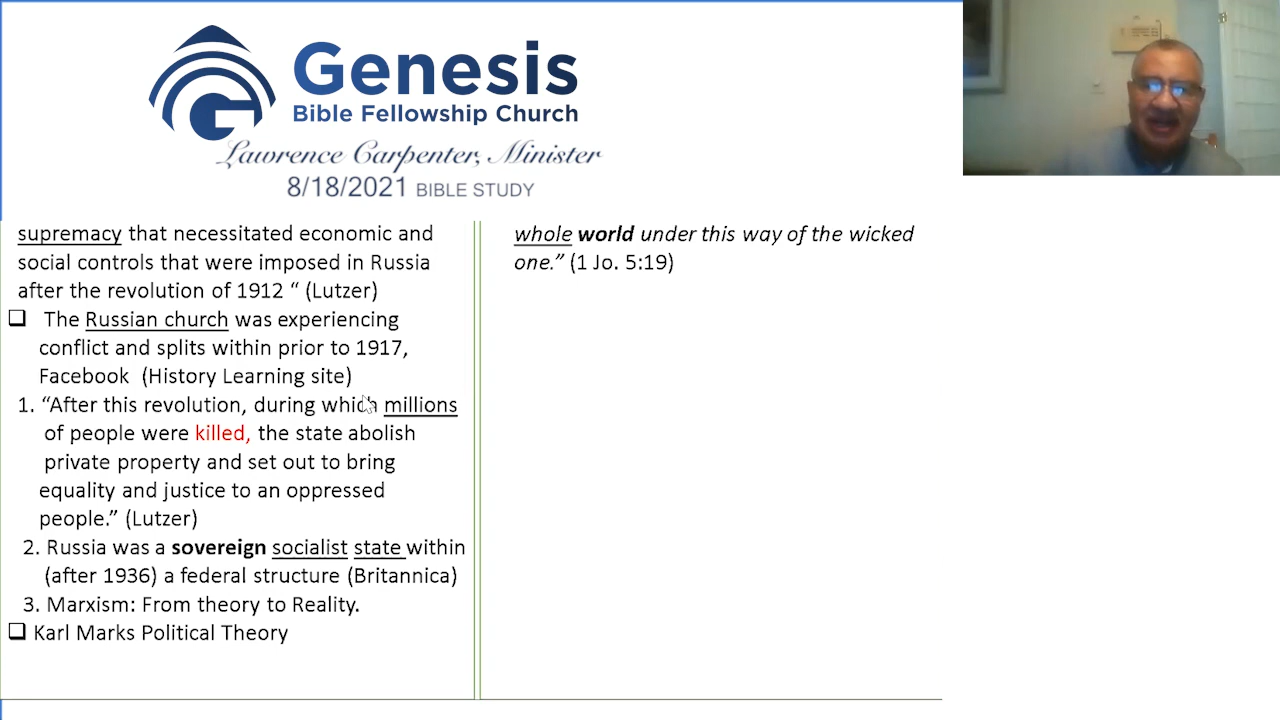 Genesis
Bible Fellowship Church
Lawrence Carpenter, Minister
8/18/2021 BIBLE STUDY
supremacy that necessitated economic and
social controls that were imposed in Russia
after the revolution of 1912 “ (Lutzer)
❑ The Russian church was experiencing
conflict and splits within prior to 1917,
Facebook (History Learning site)
1. “After this revolution, during which millions
of people were killed, the state abolish
private property and set out to bring
equality and justice to an oppressed
people.” (Lutzer)
2. Russia was a sovereign socialist state within
(after 1936) a federal structure (Britannica)
3. Marxism: From theory to Reality.
❑ Karl Marks Political Theory
whole world under this way of the wicked
one.” (1 Jo. 5:19)